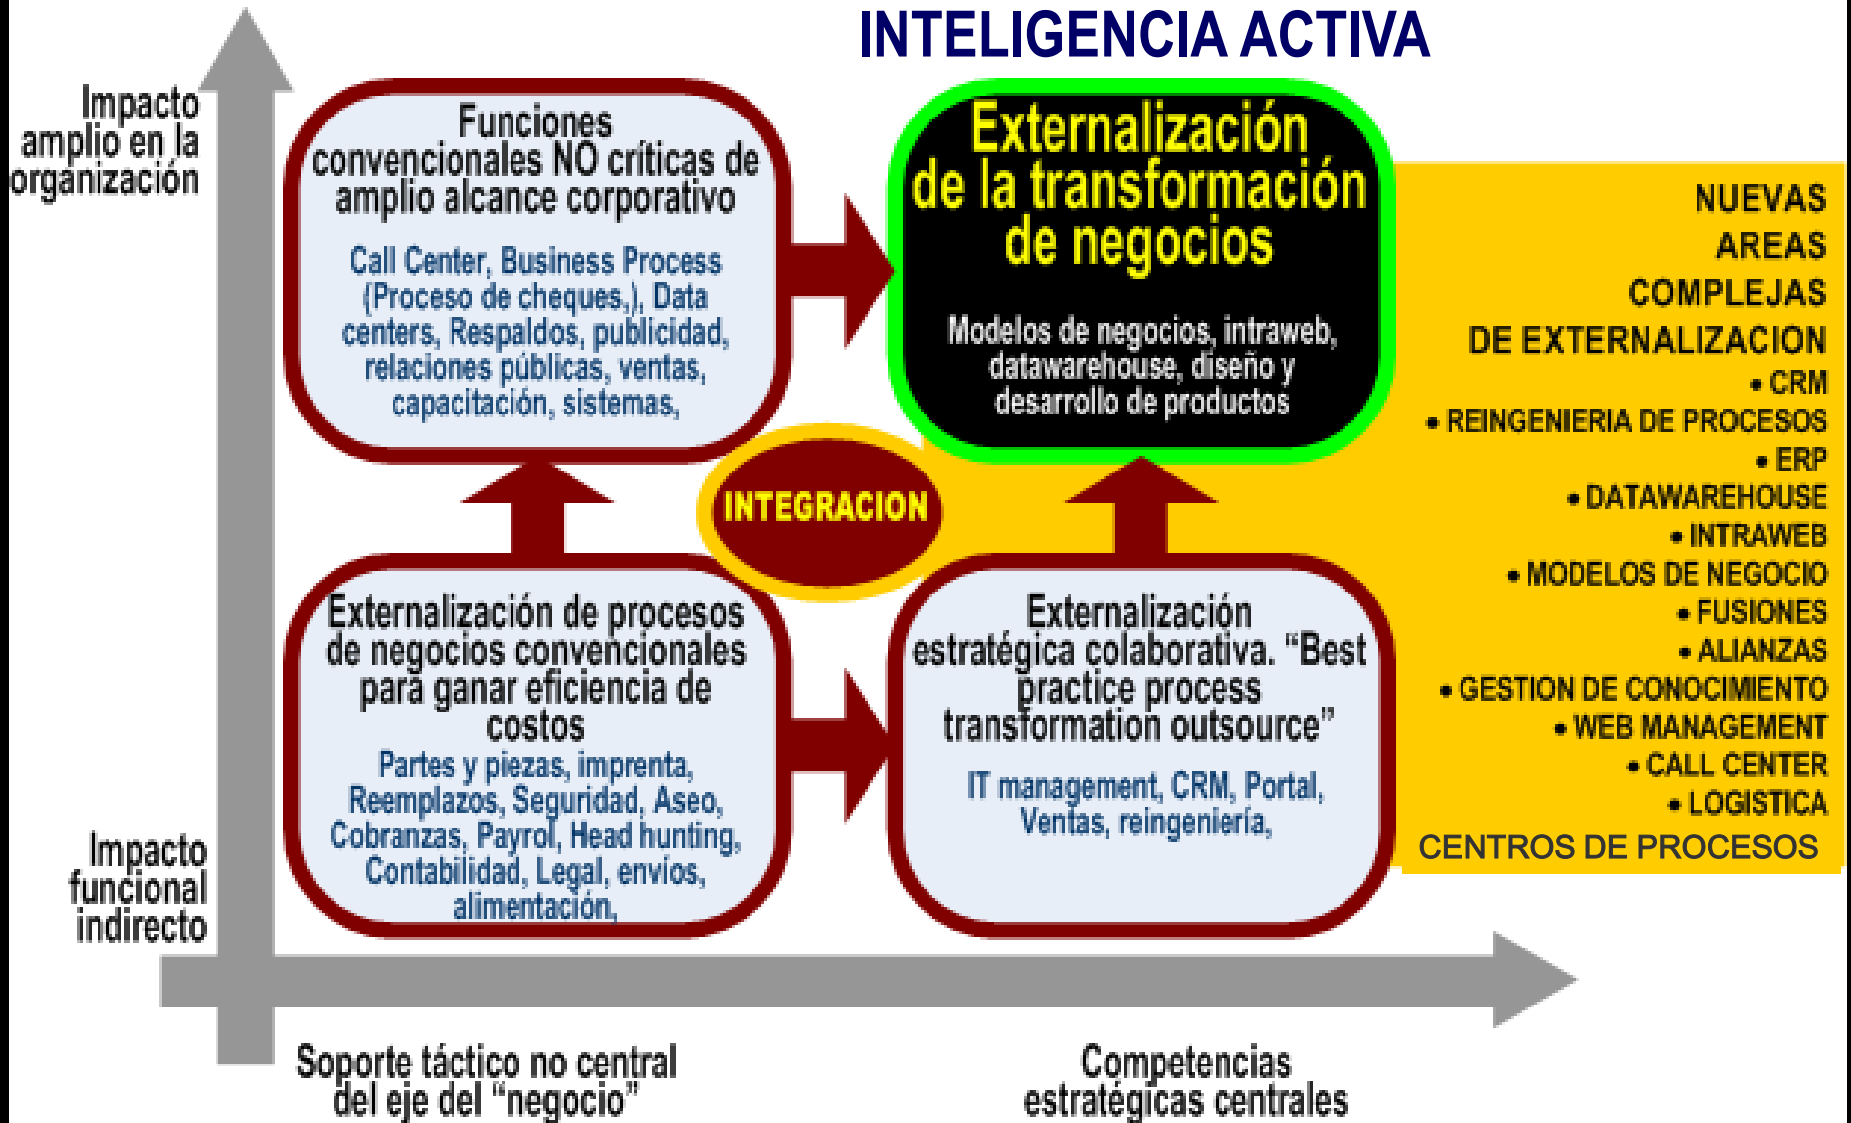 INTELIGENCIA ACTIVA
Impacto
amplio en la
organización
Funciones
convencionales NO críticas de
amplio alcance corporativo
Call Center, Business Process
(Proceso de cheques,), Data
centers, Respaldos, publicidad,
relaciones públicas, ventas,
capacitación, sistemas,
Externalización
de la transformación
de negocios
Modelos de negocios, intraweb,
datawarehouse, diseño y
desarrollo de productos
NUEVAS
AREAS
COMPLEJAS
DE EXTERNALIZACION
• CRM
• REINGENIERIA DE PROCESOS
• ERP
• DATAWAREHOUSE
• INTRAWEB
• MODELOS DE NEGOCIO
• FUSIONES
• ALIANZAS
• GESTION DE CONOCIMIENTO
• WEB MANAGEMENT
• CALL CENTER
• LOGISTICA
CENTROS DE PROCESOS
INTEGRACION
Impacto
funcional
indirecto
Externalización de procesos
de negocios convencionales
para ganar eficiencia de
costos
Partes y piezas, imprenta,
Reemplazos, Seguridad, Aseo,
Cobranzas, Payrol, Head hunting,
Contabilidad, Legal, envíos,
alimentación,
Externalización
estratégica colaborativa. “Best
practice process
transformation outsource”
IT management, CRM, Portal,
Ventas, reingeniería,
Soporte táctico no central
del eje del “negocio”
Competencias
estratégicas centrales